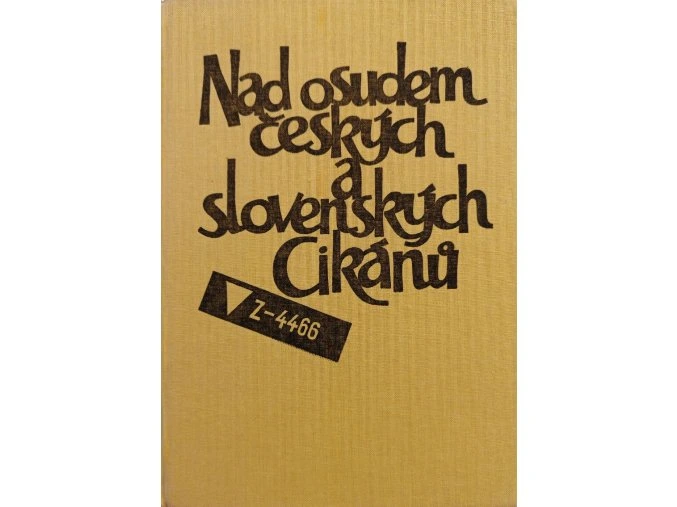 Nad osudem
českých
a
slovenských
Cikánů
Z-4466